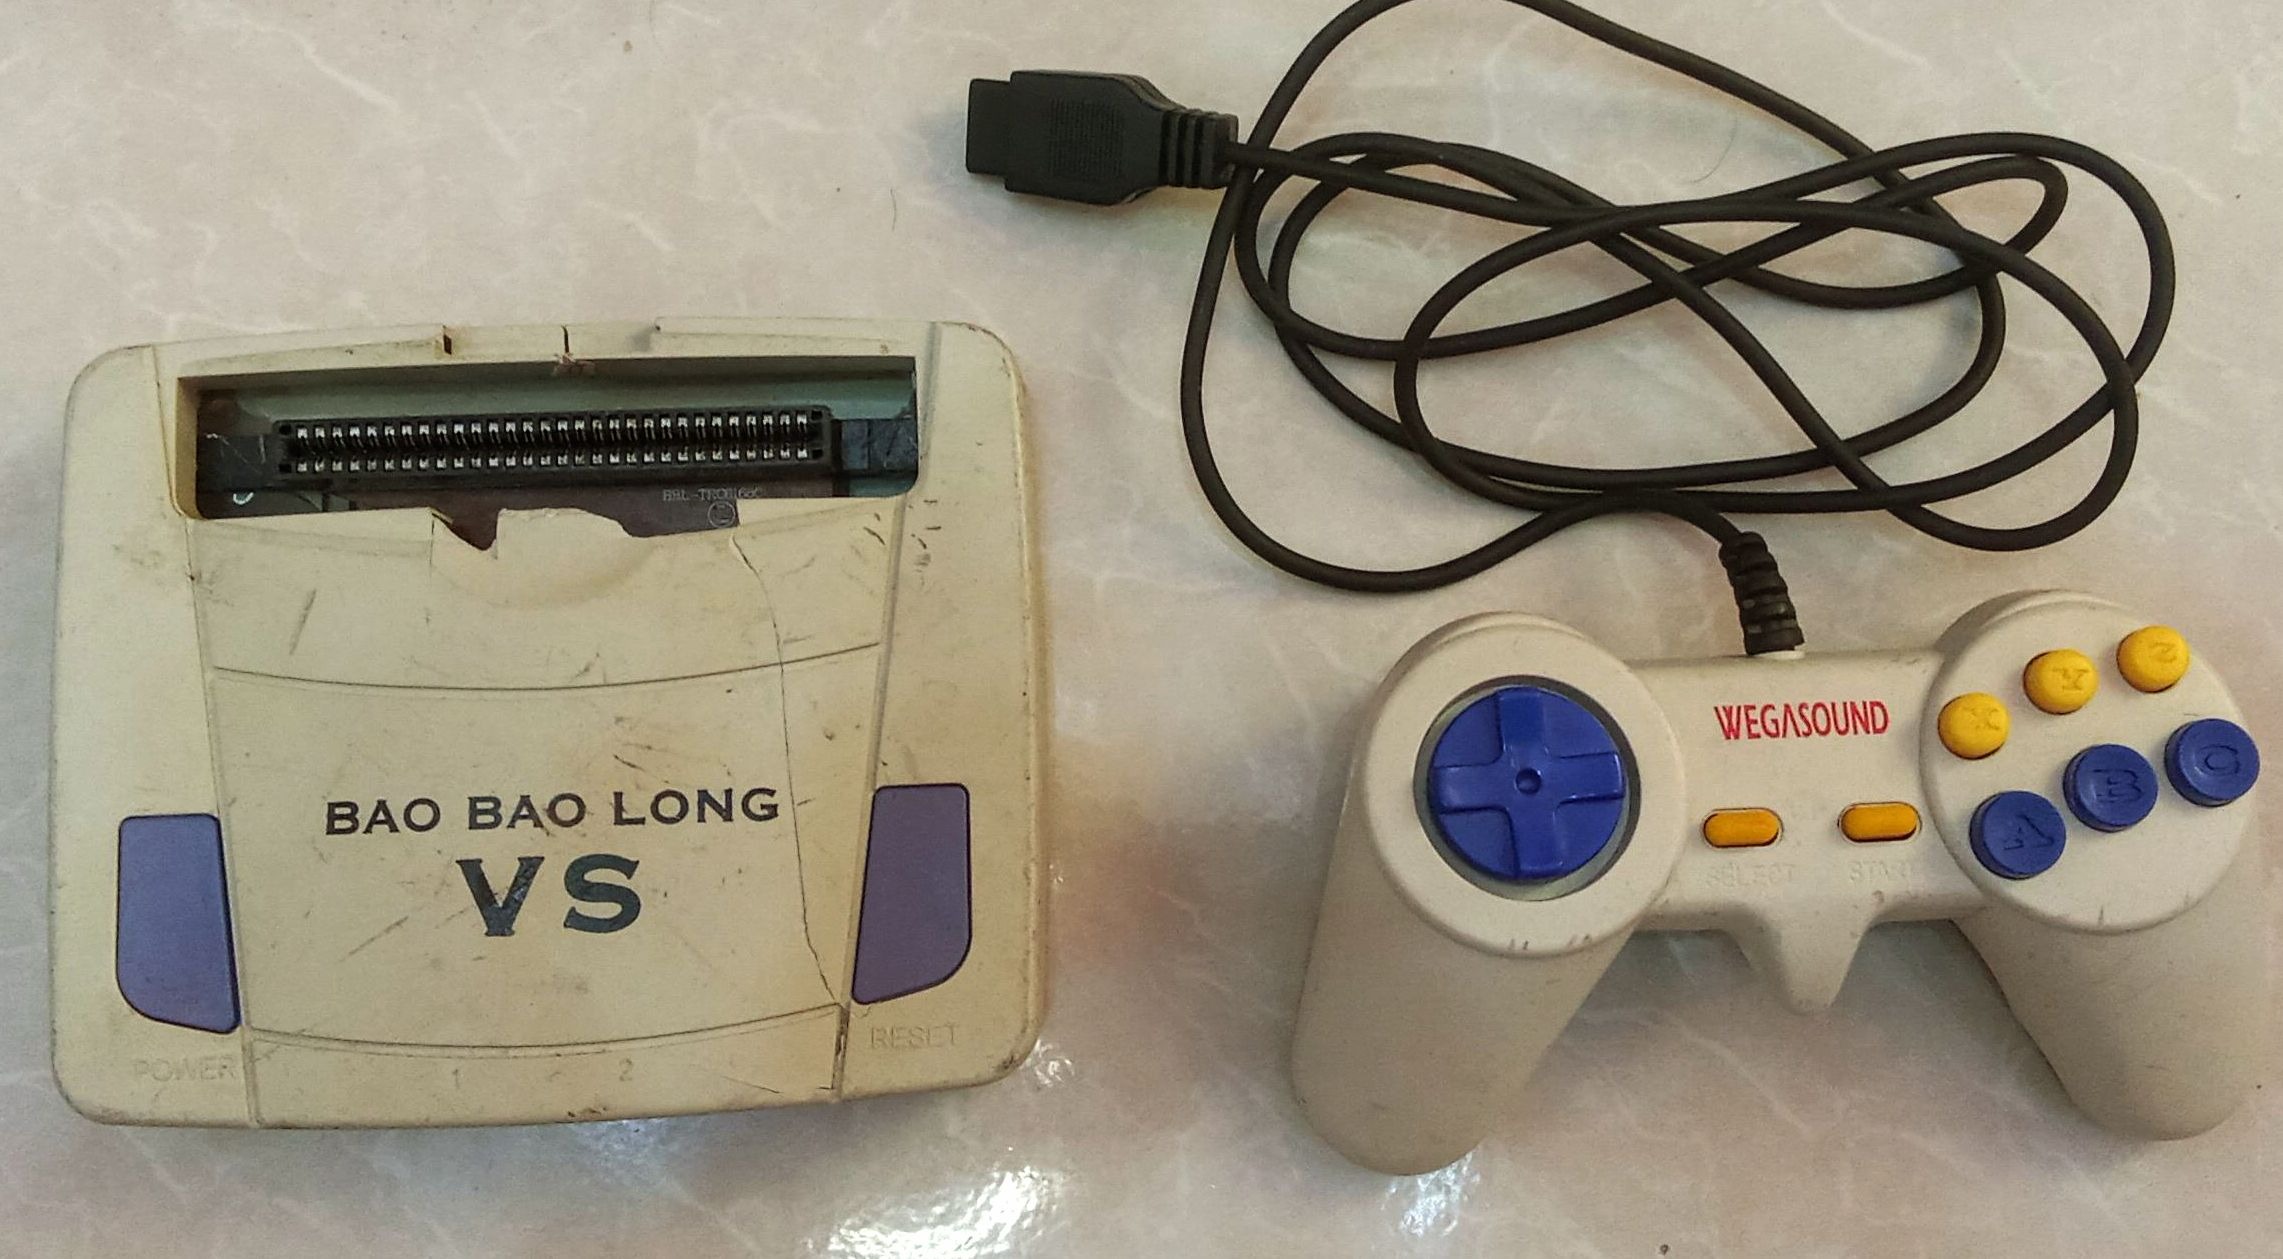 BAO BAO LONG
VS
POWER
1
2
RESET
WEGASOUND
X
Y
Z
A
B
C
SELECT
START